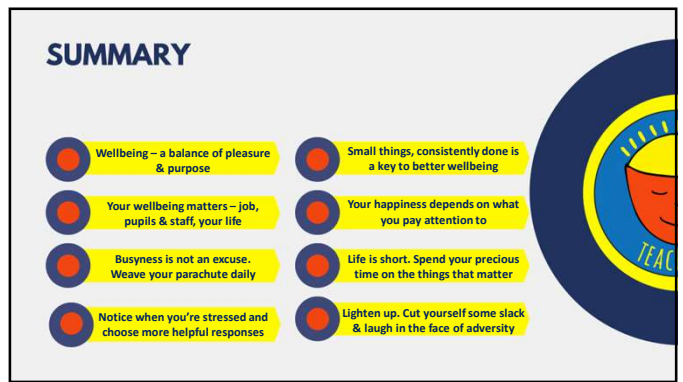 SUMMARY
Wellbeing – a balance of pleasure
& purpose
Your wellbeing matters – job,
pupils & staff, your life
Busyness is not an excuse.
Weave your parachute daily
Notice when you're stressed and
choose more helpful responses
Small things, consistently done is
a key to better wellbeing
Your happiness depends on what
you pay attention to
Life is short. Spend your precious
time on the things that matter
Lighten up. Cut yourself some slack
& laugh in the face of adversity